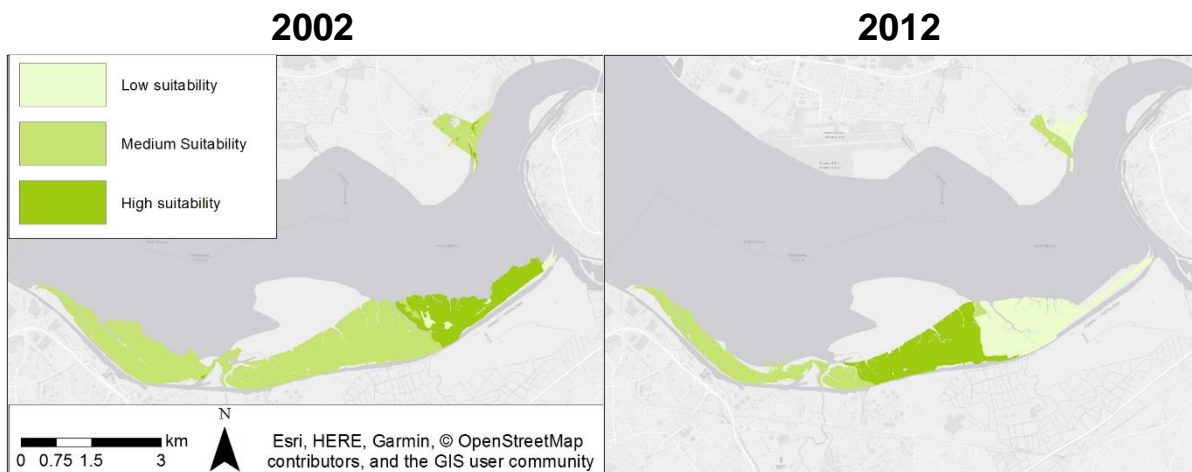 2002
2012
Low suitability
Medium Suitability
High suitability
N
km
0 0.75 1.5 3
Esri, HERE, Garmin, © OpenStreetMap
contributors, and the GIS user community